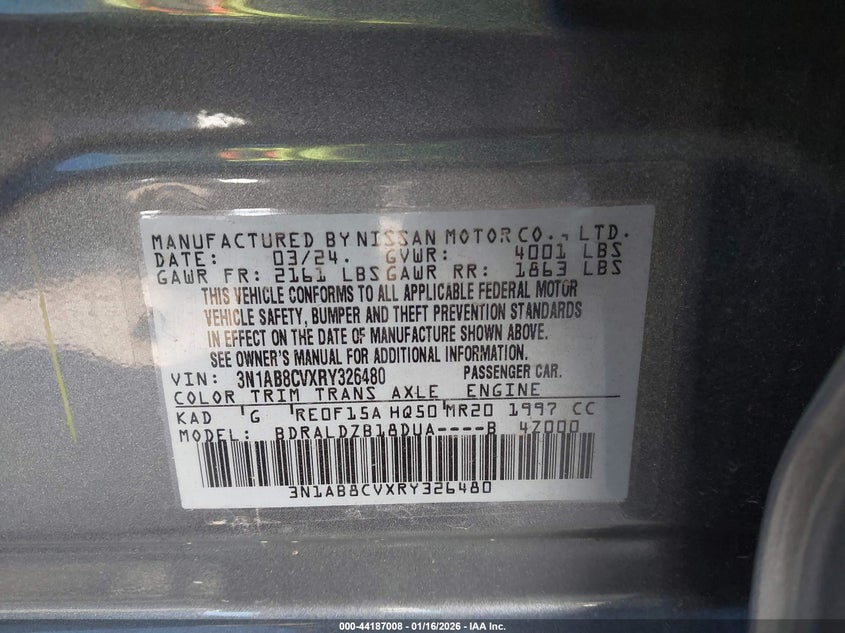 MANUFACTURED BY NISSAN MOTOR CO., LTD.
DATE: 03/24. GVWR: 4001 LBS
GAWR FR: 2161 LBS GAWR RR: 1863 LBS
THIS VEHICLE CONFORMS TO ALL APPLICABLE FEDERAL MOTOR
VEHICLE SAFETY, BUMPER AND THEFT PREVENTION STANDARDS
IN EFFECT ON THE DATE OF MANUFACTURE SHOWN ABOVE.
SEE OWNER'S MANUAL FOR ADDITIONAL INFORMATION.
VIN: 3N1AB8CVXRY326480 PASSENGER CAR.
COLOR TRIM TRANS AXLE ENGINE
KAD 'G 'RE0F15A HQ50'MR20 1997 CC
MODEL: BDRALDZB18DUA----B 4Z000
3N1AB8CVXRY326480
000-44187008 - 01/16/2026 - IAA Inc.